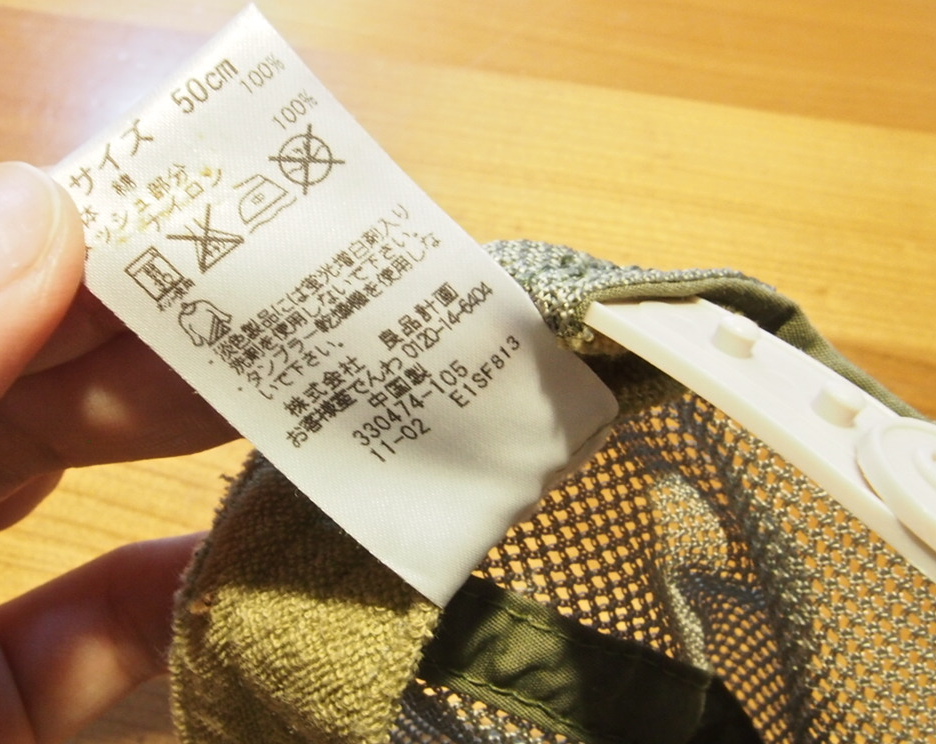 サイズ 50cm
体 綿 100%
メッシュ部分
ナイロン 100%
・淡色製品には蛍光増白剤入り
洗剤を使用しないで下さい。
・タンブラー乾燥機を使用しな
いで下さい。
株式会社 良品計画
お客様室でんわ 0120-14-6404
中国製
330474-105
11-02 E1SF813